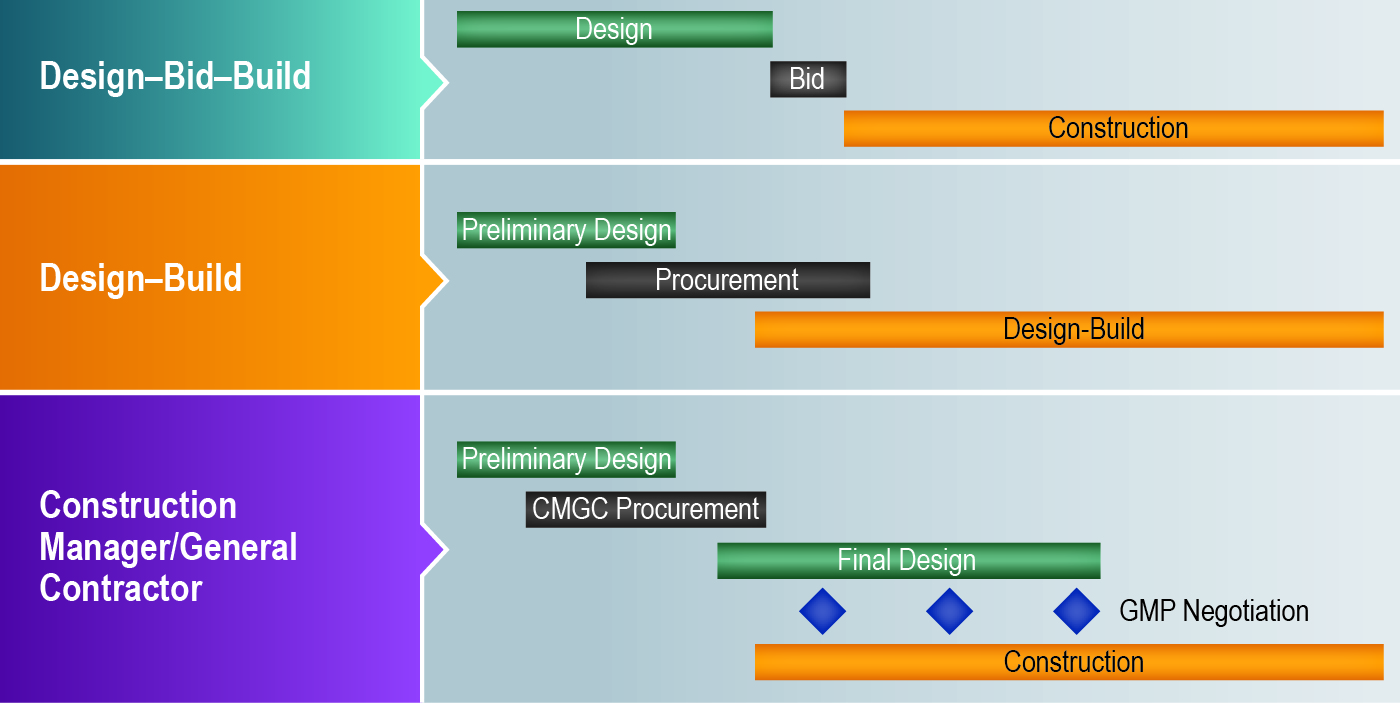 Design–Bid–Build
Design
Bid
Construction
Design–Build
Preliminary Design
Procurement
Design-Build
Construction
Manager/General
Contractor
Preliminary Design
CMGC Procurement
Final Design
GMP Negotiation
Construction